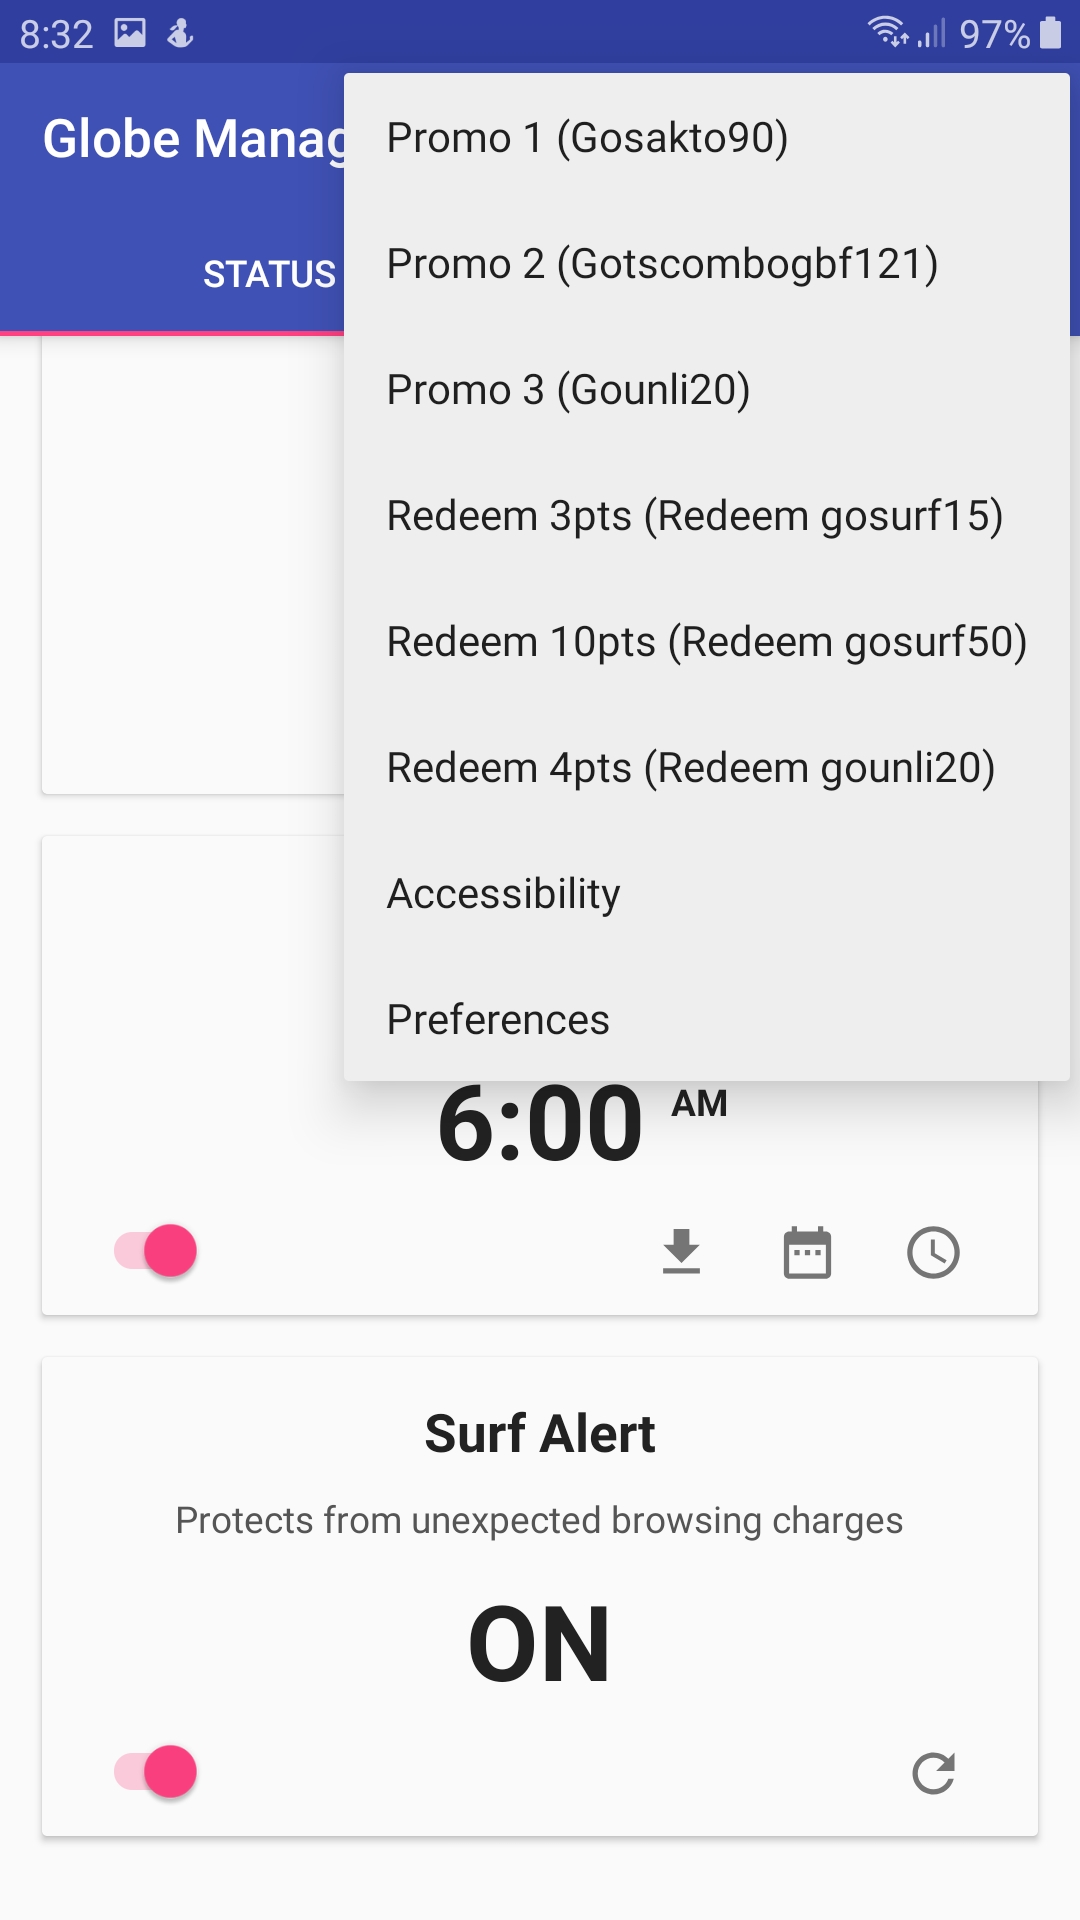 8:32 97%
Globe Manag
STATUS
Promo 1 (Gosakto90)
Promo 2 (Gotscombogbf121)
Promo 3 (Gounli20)
Redeem 3pts (Redeem gosurf15)
Redeem 10pts (Redeem gosurf50)
Redeem 4pts (Redeem gounli20)
Accessibility
Preferences
6:00 AM
Surf Alert
Protects from unexpected browsing charges
ON